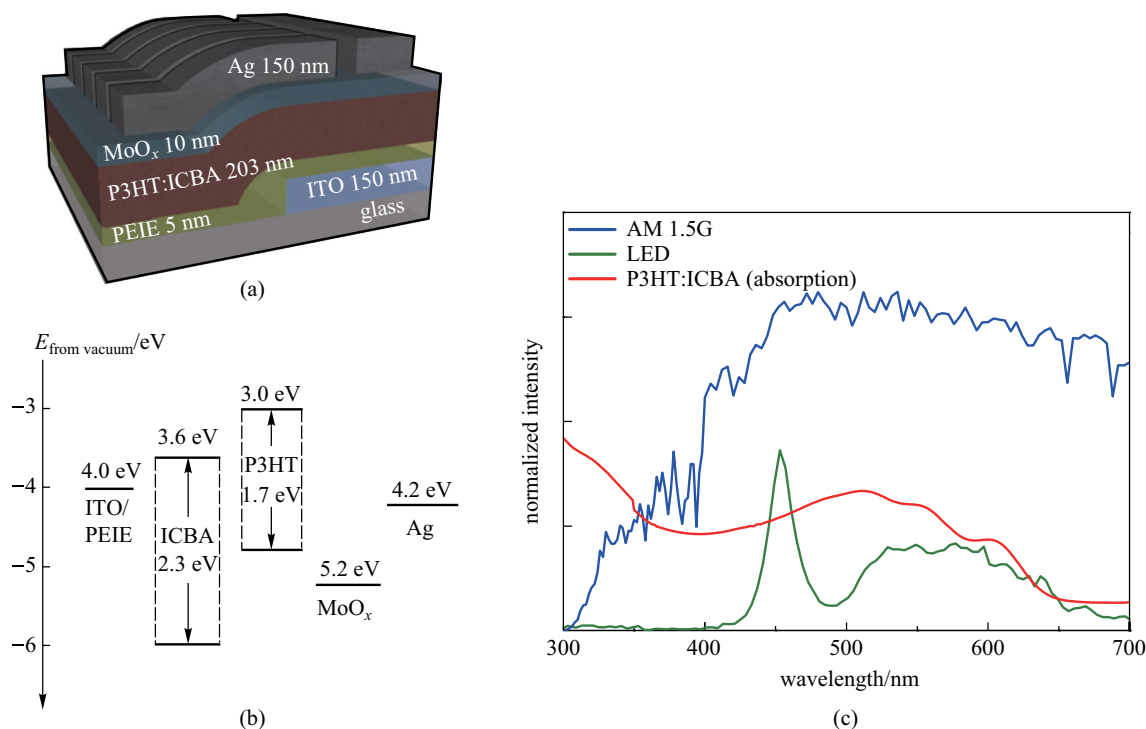 Ag 150 nm
MoOₓ 10 nm
P3HT:ICBA 203 nm
ITO 150 nm
PEIE 5 nm
glass
(a)
E from vacuum/eV
−3
−4
−5
−6
4.0 eV
ITO/
PEIE
3.6 eV
ICBA
2.3 eV
3.0 eV
P3HT
1.7 eV
5.2 eV
MoOₓ
4.2 eV
Ag
(b)
AM 1.5G
LED
P3HT:ICBA (absorption)
normalized intensity
300 400 500 600 700
wavelength/nm
(c)